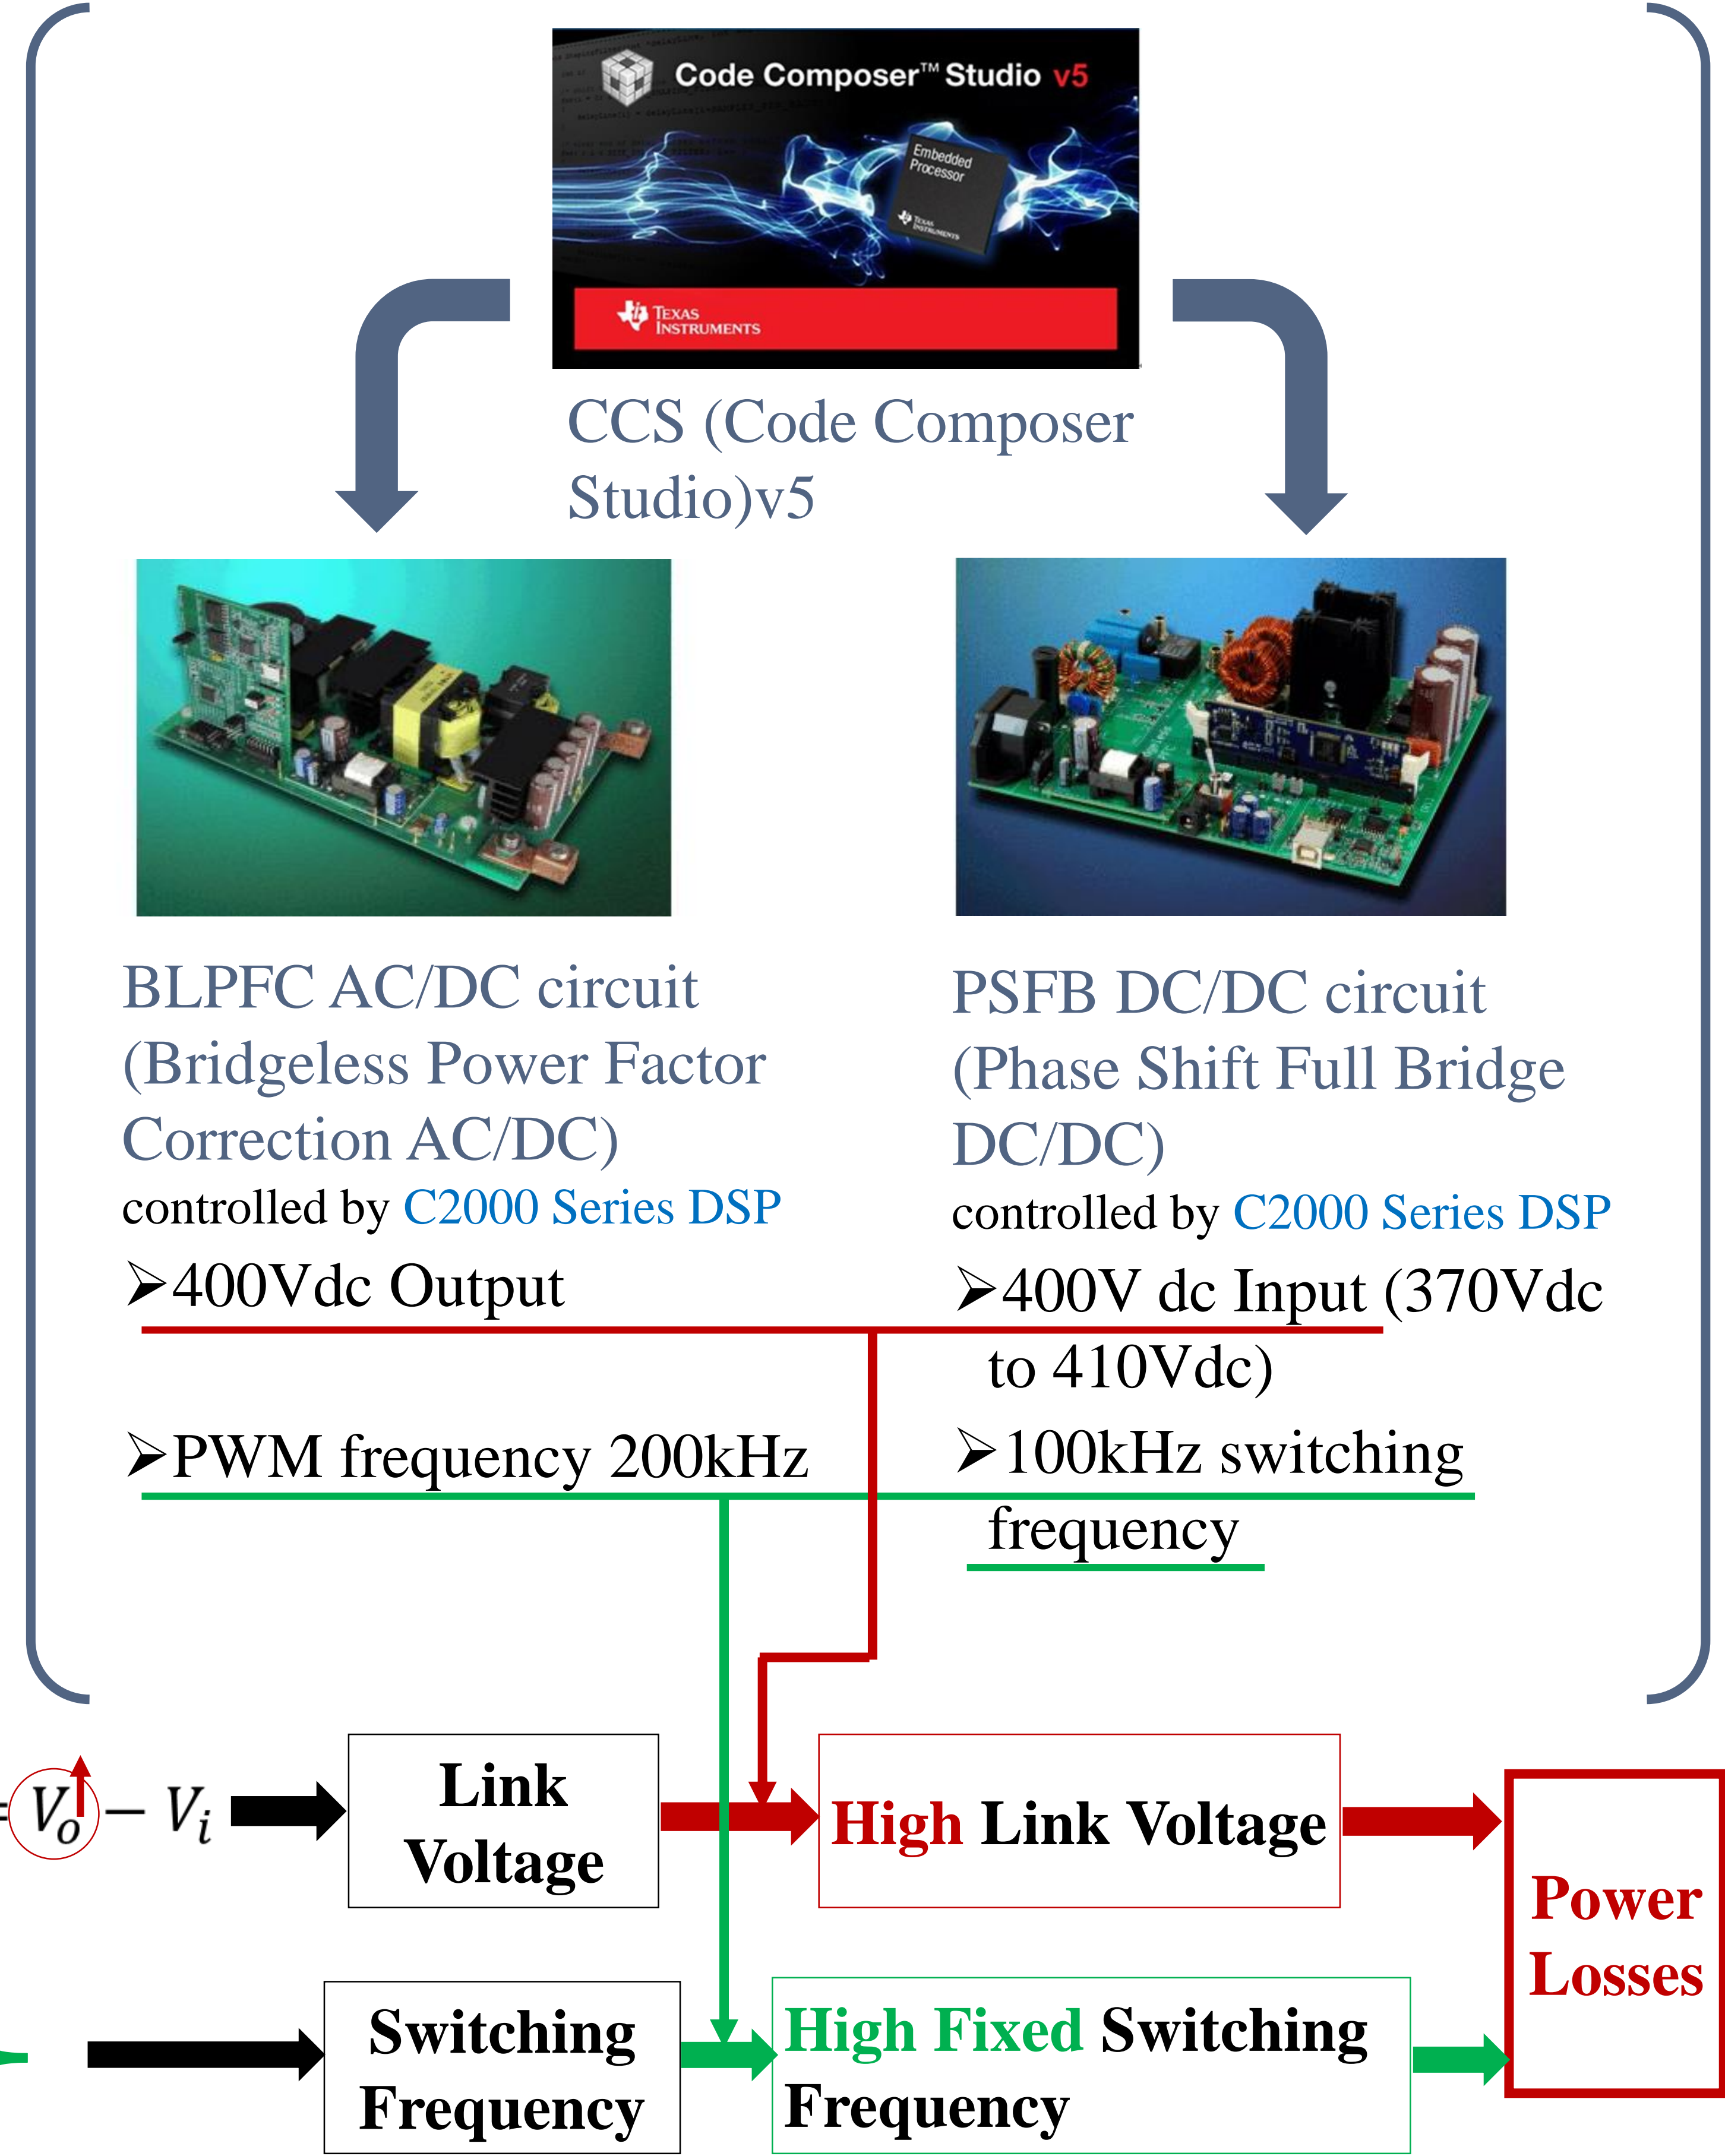 Code Composer™ Studio v5
Embedded
Processor
TEXAS
INSTRUMENTS
TEXAS
INSTRUMENTS
CCS (Code Composer
Studio)v5
BLPFC AC/DC circuit
(Bridgeless Power Factor
Correction AC/DC)
controlled by C2000 Series DSP
➢400Vdc Output
➢PWM frequency 200kHz
PSFB DC/DC circuit
(Phase Shift Full Bridge
DC/DC)
controlled by C2000 Series DSP
➢400V dc Input (370Vdc
to 410Vdc)
➢100kHz switching
frequency
= Vₒ − Vᵢ
Link
Voltage
High Link Voltage
Power
Losses
Switching
Frequency
High Fixed Switching
Frequency